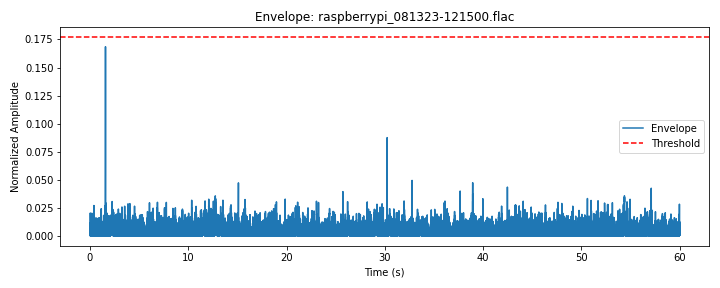 Envelope: raspberrypi_081323-121500.flac
Normalized Amplitude
0.175
0.150
0.125
0.100
0.075
0.050
0.025
0.000
Envelope
Threshold
0 10 20 30 40 50 60
Time (s)